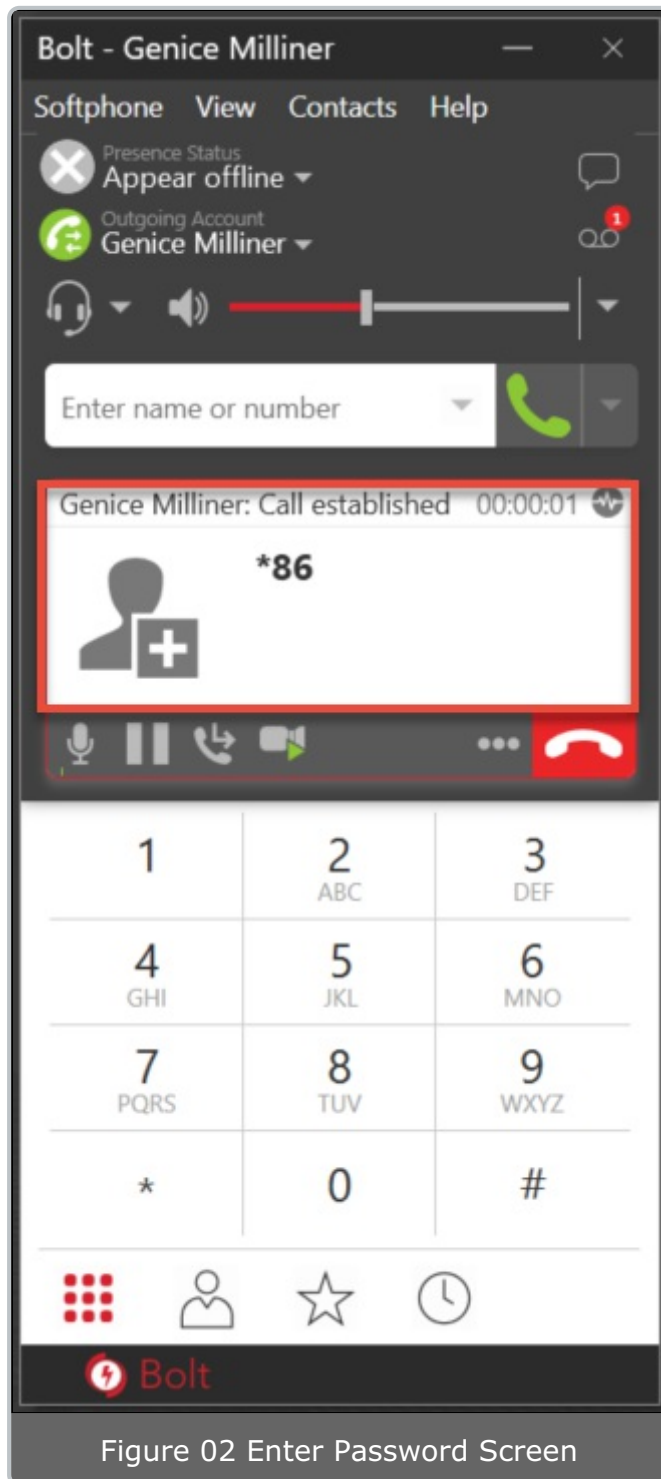 Bolt - Genice Milliner
Softphone View Contacts Help
Presence Status
Appear offline
Outgoing Account
Genice Milliner
1
Enter name or number
Genice Milliner: Call established 00:00:01
*86
1 2 3
ABC DEF
4 5 6
GHI JKL MNO
7 8 9
PQRS TUV WXYZ
* 0 #
Bolt
Figure 02 Enter Password Screen